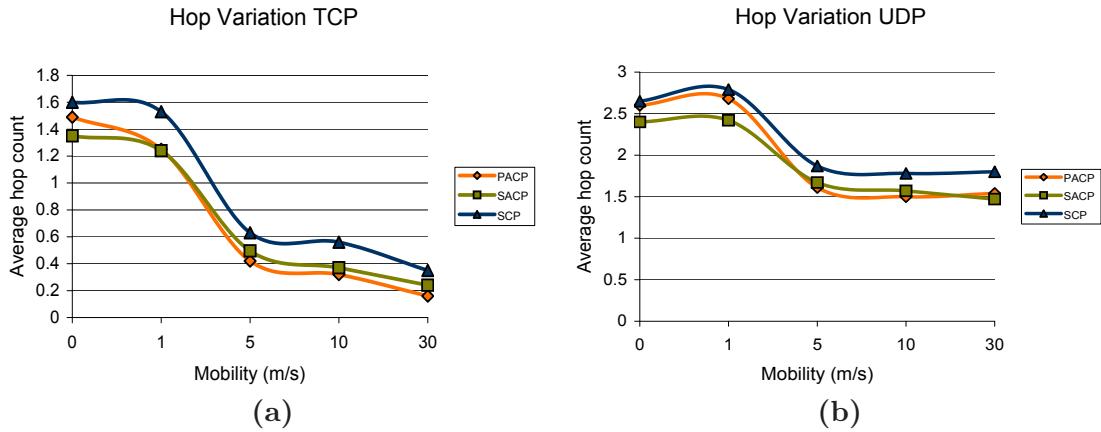 Hop Variation TCP
1.8
1.6
1.4
1.2
1
0.8
0.6
0.4
0.2
0
Average hop count
0 1 5 10 30
Mobility (m/s)
PACP
SACP
SCP
(a)
Hop Variation UDP
3
2.5
2
1.5
1
0.5
0
Average hop count
0 1 5 10 30
Mobility (m/s)
PACP
SACP
SCP
(b)